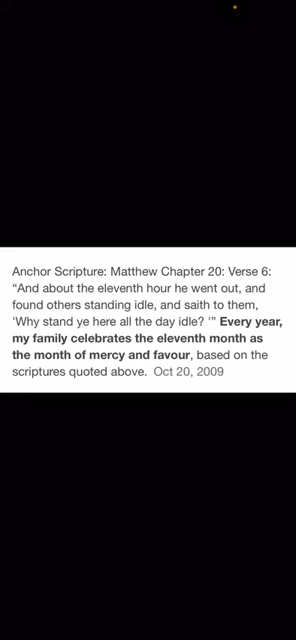 Anchor Scripture: Matthew Chapter 20: Verse 6:
“And about the eleventh hour he went out, and
found others standing idle, and saith to them,
'Why stand ye here all the day idle? '” Every year,
my family celebrates the eleventh month as
the month of mercy and favour, based on the
scriptures quoted above. Oct 20, 2009